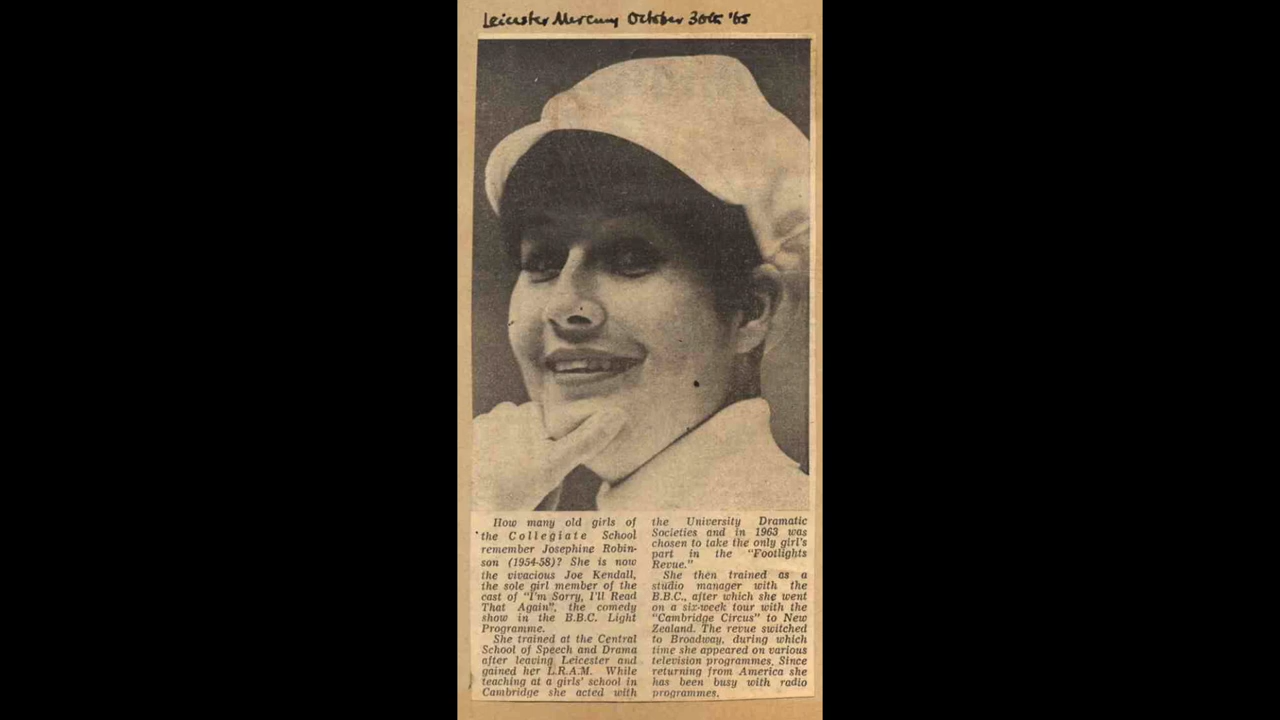 Leicester Mercury October 30th '65
How many old girls of
the Collegiate School
remember Josephine Robin-
son (1954-58)? She is now
the vivacious Joe Kendall,
the sole girl member of the
cast of "I'm Sorry, I'll Read
That Again", the comedy
show in the B.B.C. Light
Programme.
She trained at the Central
School of Speech and Drama
after leaving Leicester and
gained her L.R.A.M. While
teaching at a girls' school in
Cambridge she acted with
the University Dramatic
Societies and in 1963 was
chosen to take the only girl's
part in the "Footlights
Revue."
She then trained as a
studio manager with the
B.B.C., after which she went
on a six-week tour with the
"Cambridge Circus" to New
Zealand. The revue switched
to Broadway, during which
time she appeared on various
television programmes. Since
returning from America she
has been busy with radio
programmes.